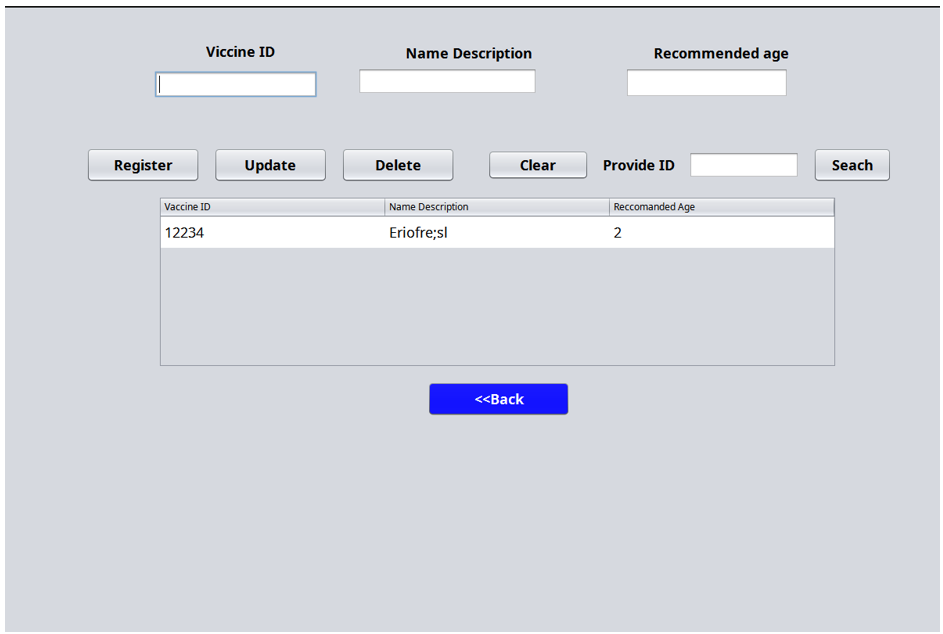 Viccine ID Name Description Recommended age
Register Update Delete Clear Provide ID Seach
Vaccine ID Name Description Reccomanded Age
12234 Eriofre;sl 2
<<Back